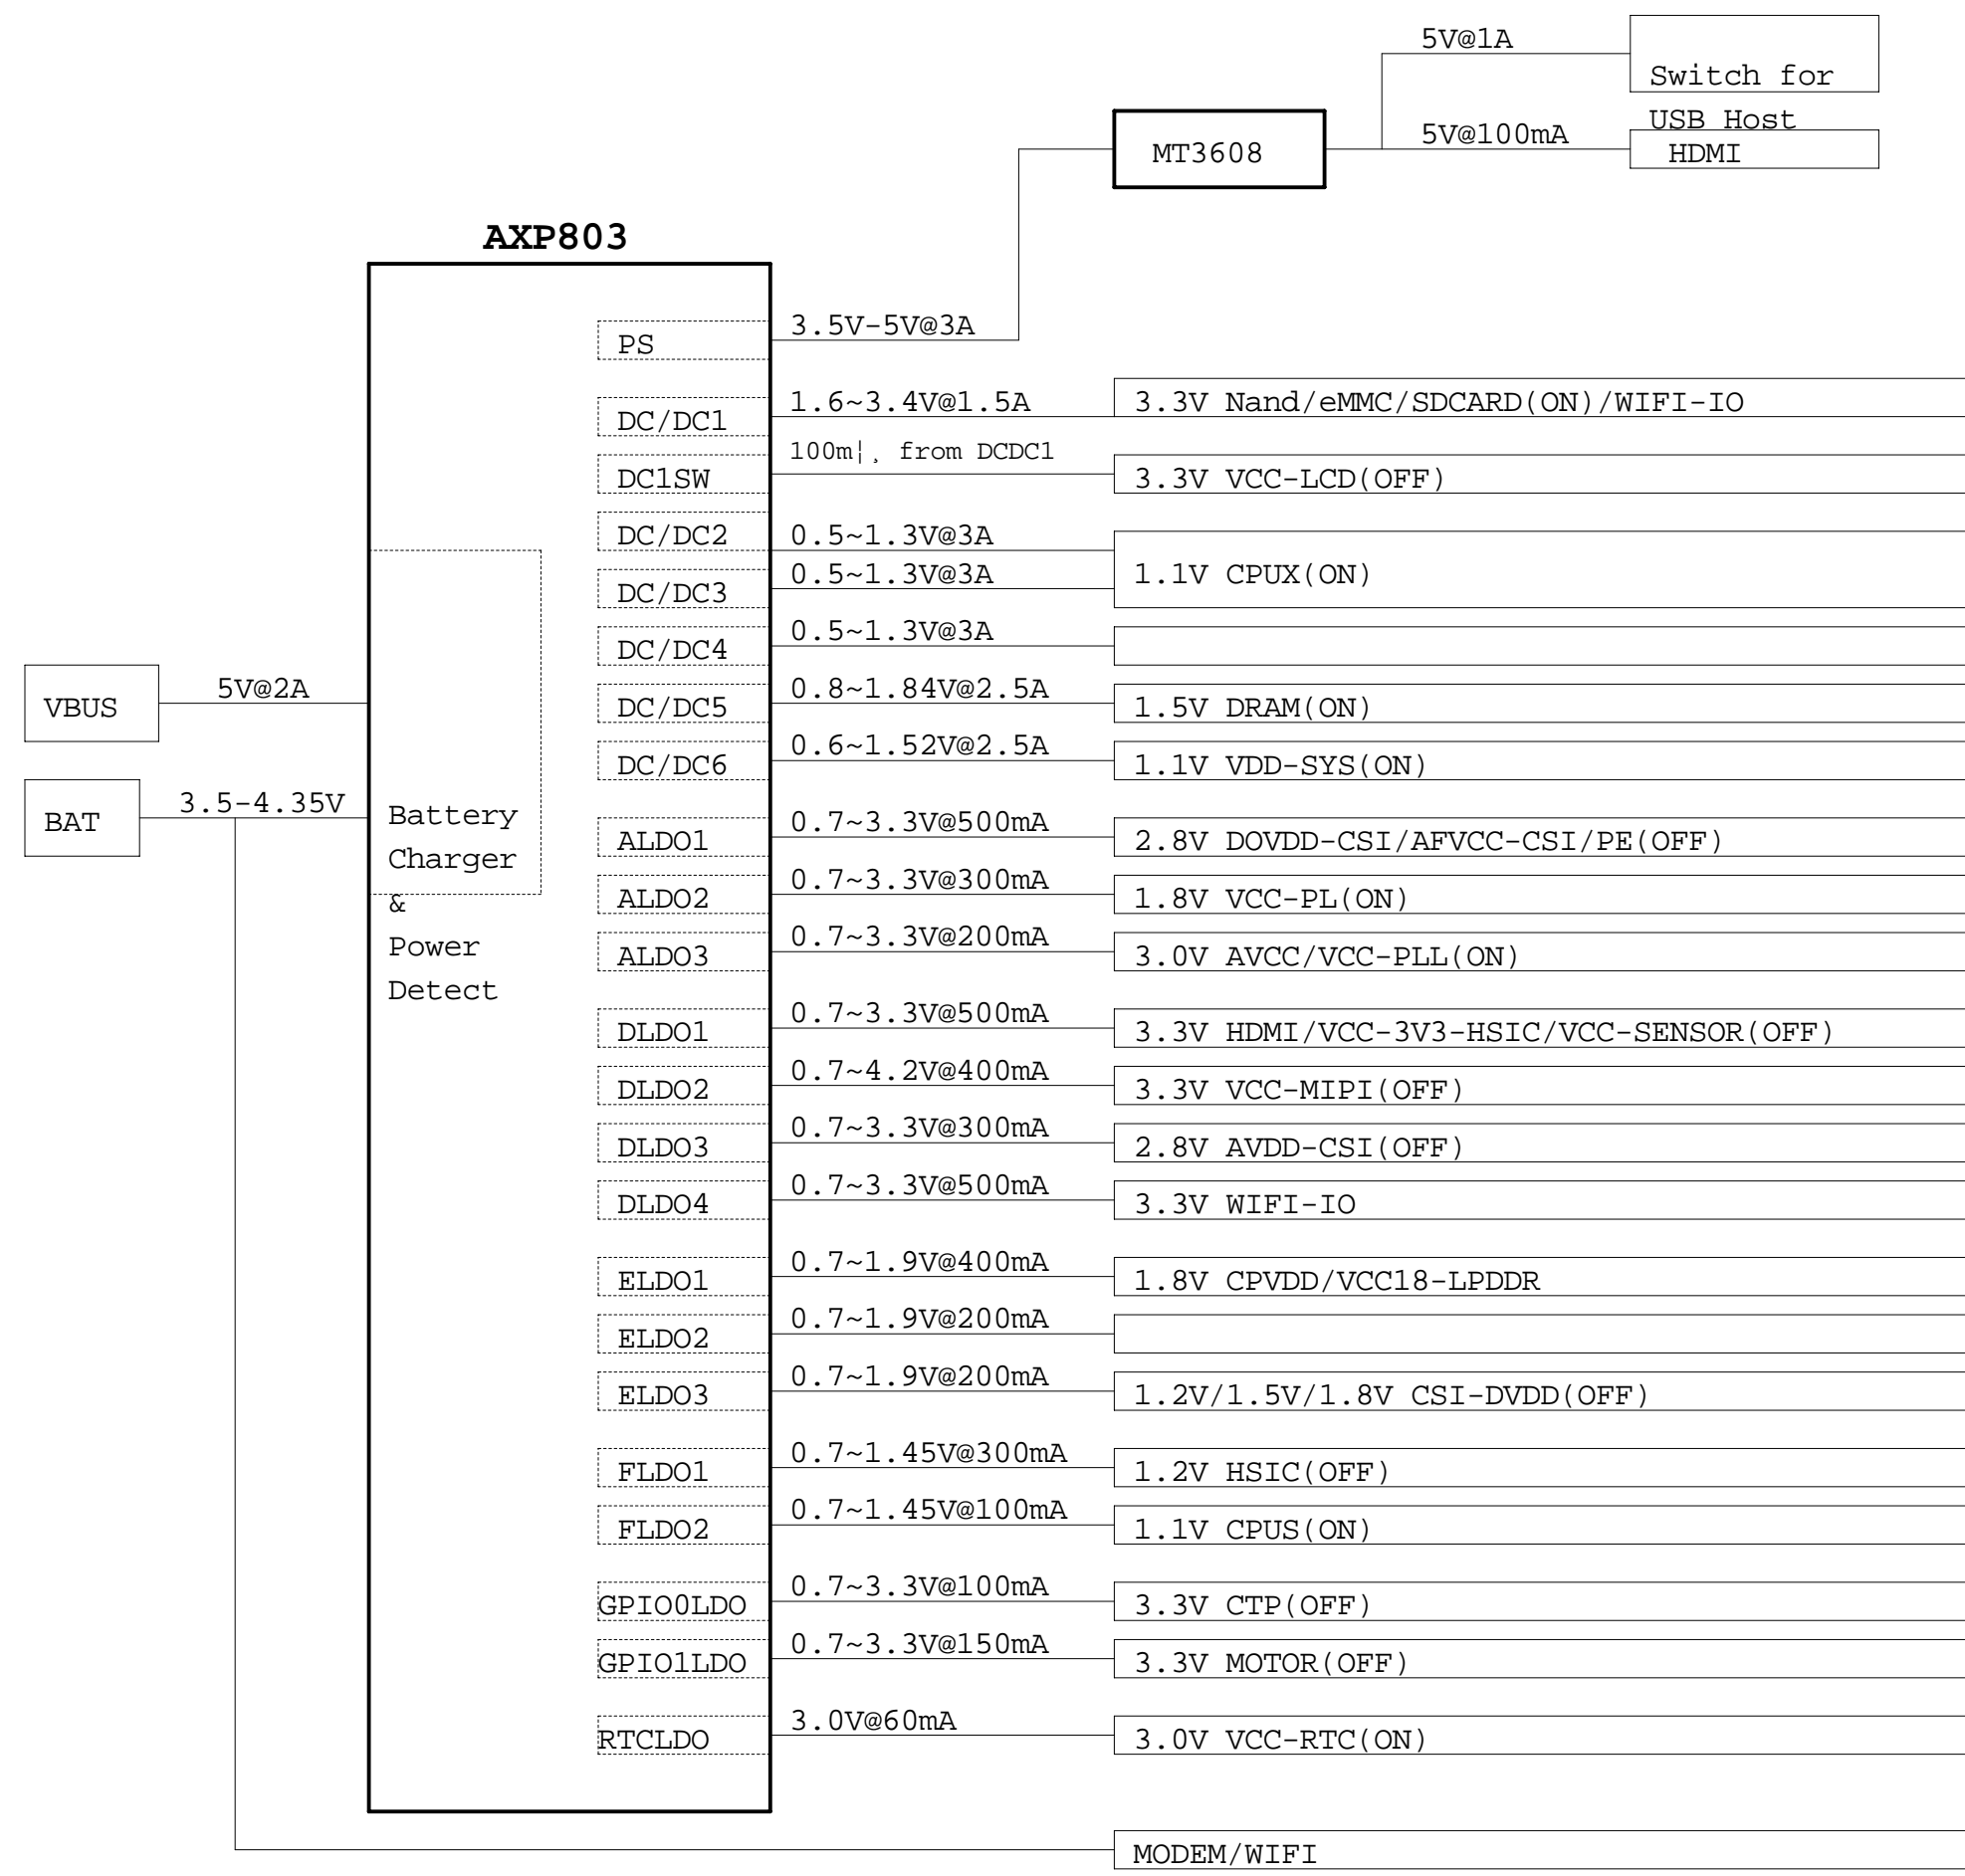 5V@1A
Switch for
USB Host
5V@100mA
HDMI
MT3608
AXP803
PS
3.5V-5V@3A
DC/DC1
1.6~3.4V@1.5A
3.3V Nand/eMMC/SDCARD(ON)/WIFI-IO
DC1SW
100m¦¸ from DCDC1
3.3V VCC-LCD(OFF)
DC/DC2
0.5~1.3V@3A
DC/DC3
0.5~1.3V@3A
1.1V CPUX(ON)
DC/DC4
0.5~1.3V@3A
VBUS
5V@2A
DC/DC5
0.8~1.84V@2.5A
1.5V DRAM(ON)
DC/DC6
0.6~1.52V@2.5A
1.1V VDD-SYS(ON)
BAT
3.5-4.35V
Battery
Charger
&
Power
Detect
ALDO1
0.7~3.3V@500mA
2.8V DOVDD-CSI/AFVCC-CSI/PE(OFF)
ALDO2
0.7~3.3V@300mA
1.8V VCC-PL(ON)
ALDO3
0.7~3.3V@200mA
3.0V AVCC/VCC-PLL(ON)
DLDO1
0.7~3.3V@500mA
3.3V HDMI/VCC-3V3-HSIC/VCC-SENSOR(OFF)
DLDO2
0.7~4.2V@400mA
3.3V VCC-MIPI(OFF)
DLDO3
0.7~3.3V@300mA
2.8V AVDD-CSI(OFF)
DLDO4
0.7~3.3V@500mA
3.3V WIFI-IO
ELDO1
0.7~1.9V@400mA
1.8V CPVDD/VCC18-LPDDR
ELDO2
0.7~1.9V@200mA
ELDO3
0.7~1.9V@200mA
1.2V/1.5V/1.8V CSI-DVDD(OFF)
FLDO1
0.7~1.45V@300mA
1.2V HSIC(OFF)
FLDO2
0.7~1.45V@100mA
1.1V CPUS(ON)
GPIO0LDO
0.7~3.3V@100mA
3.3V CTP(OFF)
GPIO1LDO
0.7~3.3V@150mA
3.3V MOTOR(OFF)
RTCLDO
3.0V@60mA
3.0V VCC-RTC(ON)
MODEM/WIFI